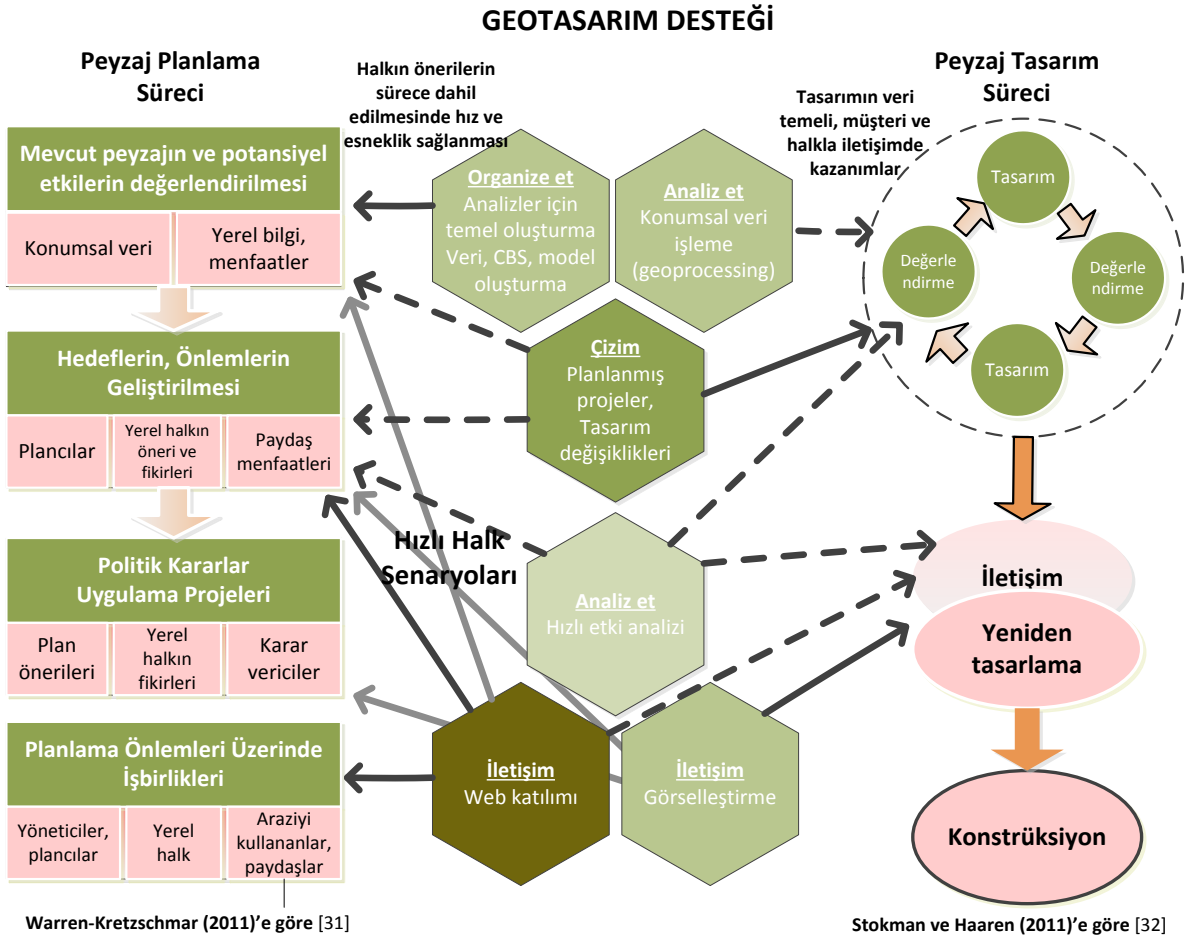 GEOTASARIM DESTEĞİ
Peyzaj Planlama
Süreci
Mevcut peyzajın ve potansiyel
etkilerin değerlendirilmesi
Konumsal veri
Yerel bilgi,
menfaatler
Hedeflerin, Önlemlerin
Geliştirilmesi
Plancılar
Yerel halkın
öneri ve
fikirleri
Paydaş
menfaatleri
Politik Kararlar
Uygulama Projeleri
Plan
önerileri
Yerel
halkın
fikirleri
Karar
vericiler
Planlama Önlemleri Üzerinde
İşbirlikleri
Yöneticiler,
plancılar
Yerel
halk
Araziyi
kullananlar,
paydaşlar
Warren-Kretzschmar (2011)’e göre [31]
Halkın önerilerin
sürece dahil
edilmesinde hız ve
esneklik sağlanması
Organize et
Analizler için
temel oluşturma
Veri, CBS, model
oluşturma
Analiz et
Konumsal veri
işleme
(geoprocessing)
Çizim
Planlanmış
projeler,
Tasarım
değişiklikleri
Hızlı Halk
Senaryoları
Analiz et
Hızlı etki analizi
İletişim
Web katılımı
İletişim
Görselleştirme
Peyzaj Tasarım
Süreci
Tasarımın veri
temeli, müşteri ve
halkla iletişimde
kazanımlar
Tasarım
Değerle
ndirme
Değerle
ndirme
Tasarım
İletişim
Yeniden
tasarlama
Konstrüksiyon
Stokman ve Haaren (2011)’e göre [32]